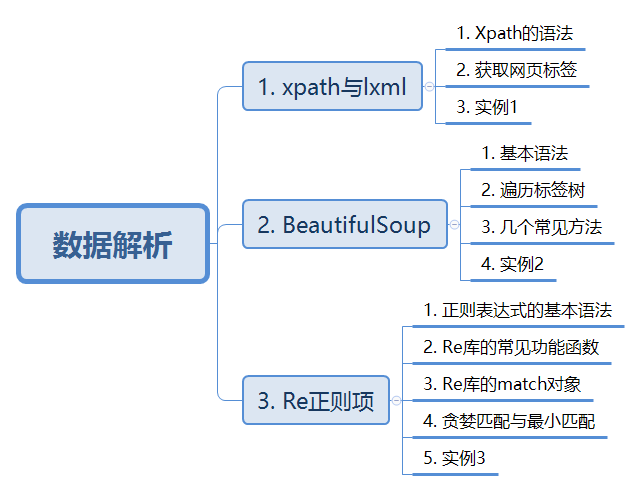 数据解析
1. xpath与lxml
1. Xpath的语法
2. 获取网页标签
3. 实例1
2. BeautifulSoup
1. 基本语法
2. 遍历标签树
3. 几个常见方法
4. 实例2
3. Re正则项
1. 正则表达式的基本语法
2. Re库的常见功能函数
3. Re库的match对象
4. 贪婪匹配与最小匹配
5. 实例3